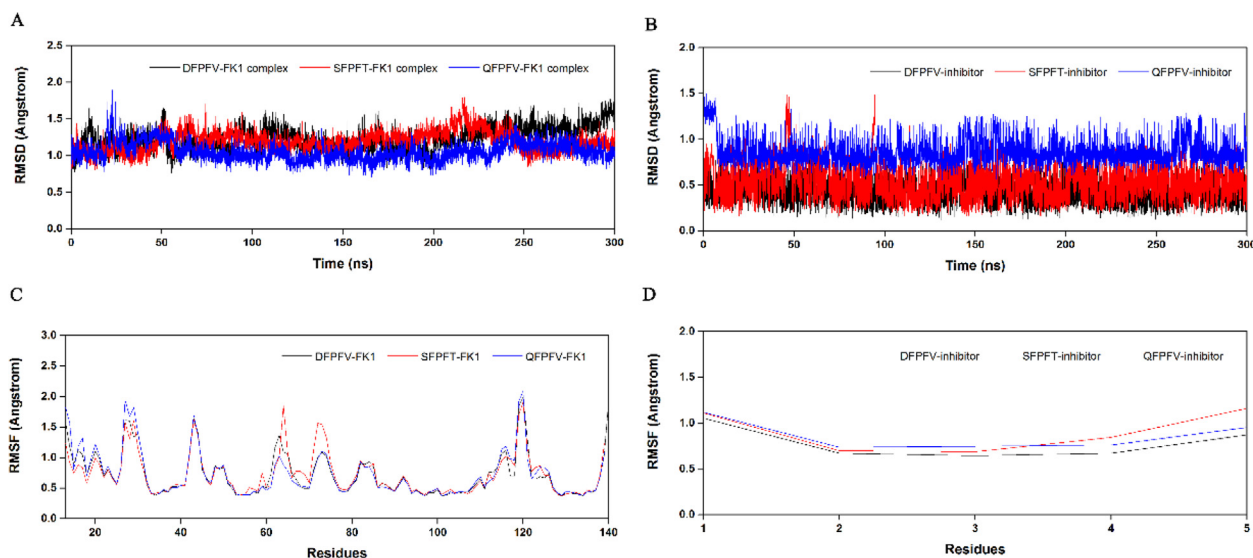 A
RMSD (Angstrom)
2.5
2.0
1.5
1.0
0.5
0.0
DFPFV-FK1 complex SFPFT-FK1 complex QFPFV-FK1 complex
0 50 100 150 200 250 300
Time (ns)
B
RMSD (Angstrom)
2.0
1.5
1.0
0.5
0.0
DFPFV-inhibitor SFPFT-inhibitor QFPFV-inhibitor
0 50 100 150 200 250 300
Time (ns)
C
RMSF (Angstrom)
3.0
2.5
2.0
1.5
1.0
0.5
0.0
DFPFV-FK1 SFPFT-FK1 QFPFV-FK1
20 40 60 80 100 120 140
Residues
D
RMSF (Angstrom)
2.0
1.5
1.0
0.5
0.0
DFPFV-inhibitor SFPFT-inhibitor QFPFV-inhibitor
1 2 3 4 5
Residues